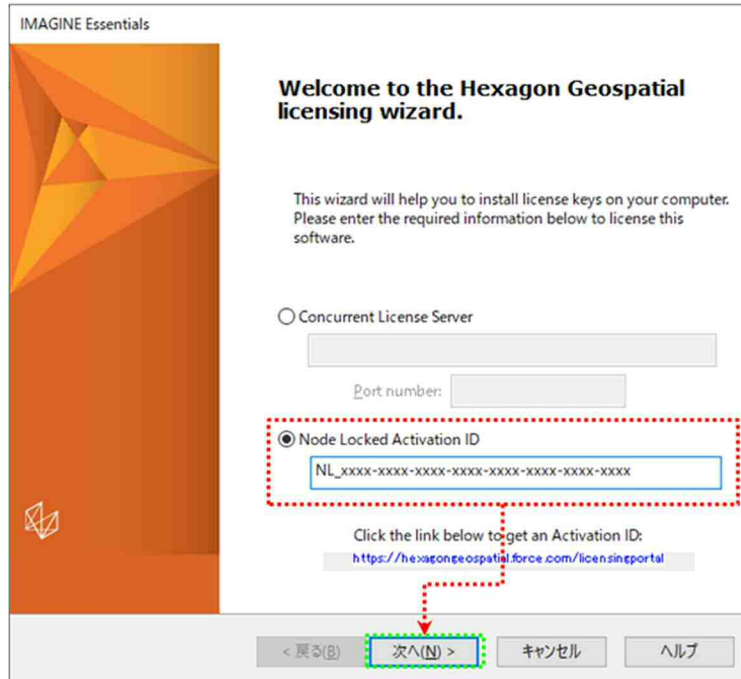 IMAGINE Essentials
Welcome to the Hexagon Geospatial
licensing wizard.
This wizard will help you to install license keys on your computer.
Please enter the required information below to license this
software.
Concurrent License Server
Port number:
Node Locked Activation ID
NL_xxxx-xxxx-xxxx-xxxx-xxxx-xxxx-xxxx-xxxx
Click the link below to get an Activation ID:
https://hexagongeospatial.force.com/licensingportal
< 戻る(B) 次へ(N) > キャンセル ヘルプ